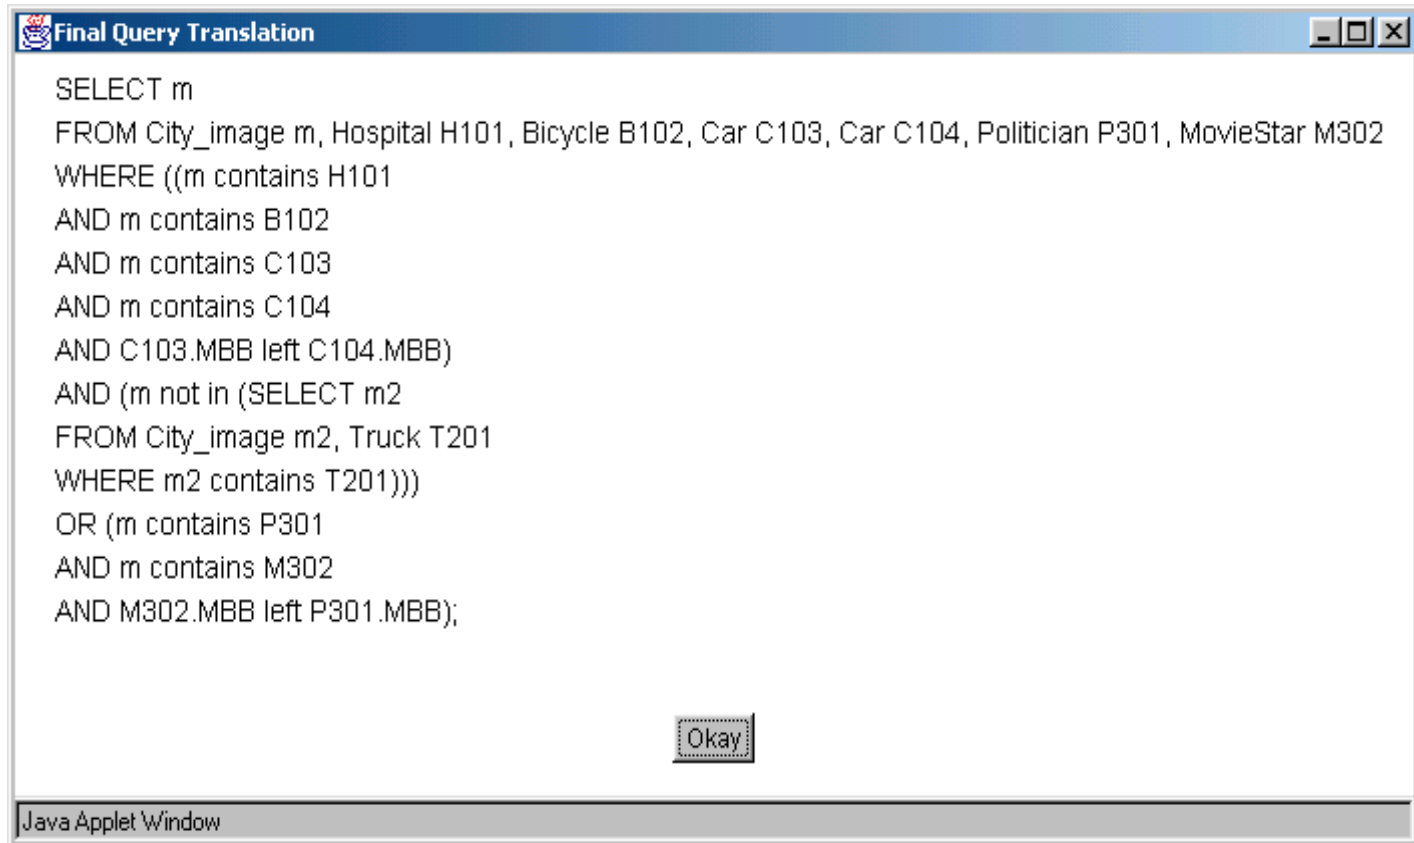 Final Query Translation
SELECT m
FROM City_image m, Hospital H101, Bicycle B102, Car C103, Car C104, Politician P301, MovieStar M302
WHERE ((m contains H101
AND m contains B102
AND m contains C103
AND m contains C104
AND C103.MBB left C104.MBB)
AND (m not in (SELECT m2
FROM City_image m2, Truck T201
WHERE m2 contains T201)))
OR (m contains P301
AND m contains M302
AND M302.MBB left P301.MBB);
Okay
Java Applet Window